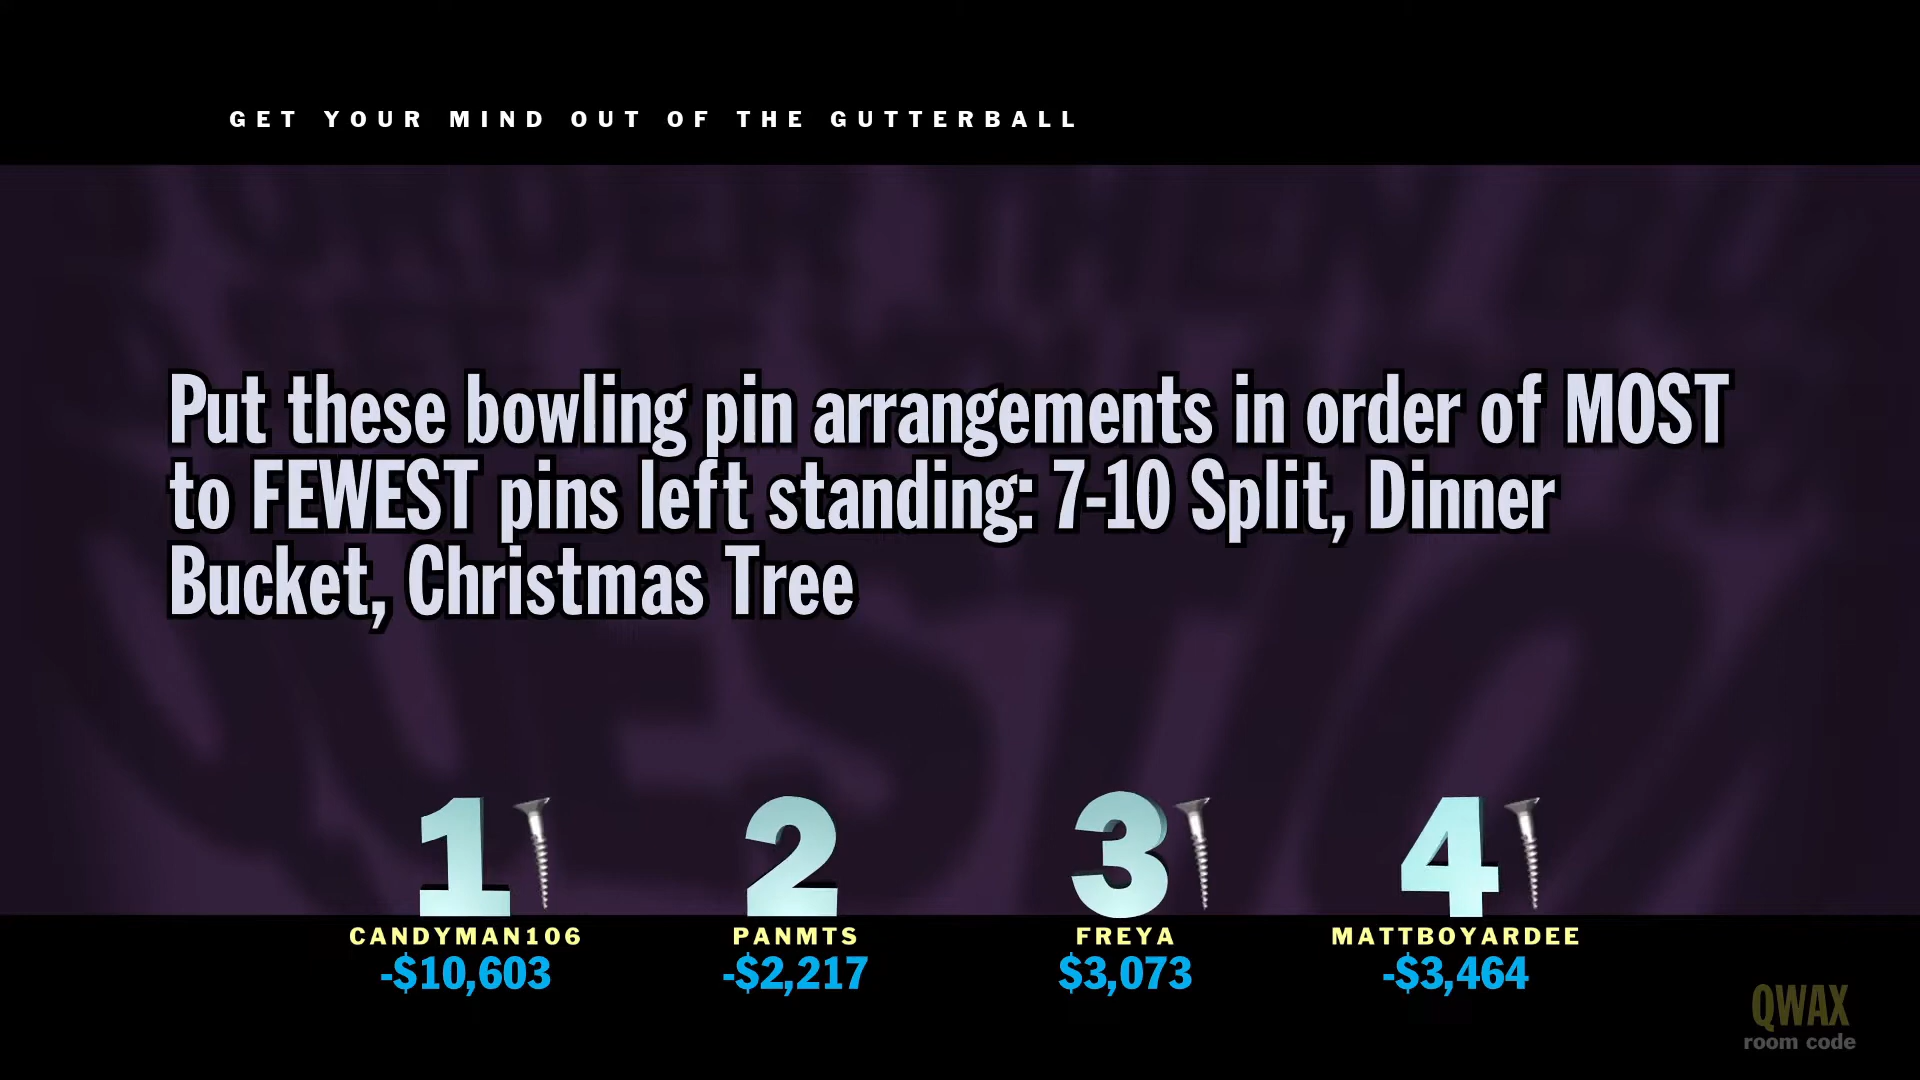 GET YOUR MIND OUT OF THE GUTTERBALL
Put these bowling pin arrangements in order of MOST
to FEWEST pins left standing: 7-10 Split, Dinner
Bucket, Christmas Tree
1 2 3 4
CANDYMAN106 PANMTS FREYA MATTBOYARDEE
-$10,603 -$2,217 $3,073 -$3,464
QWAX
room code